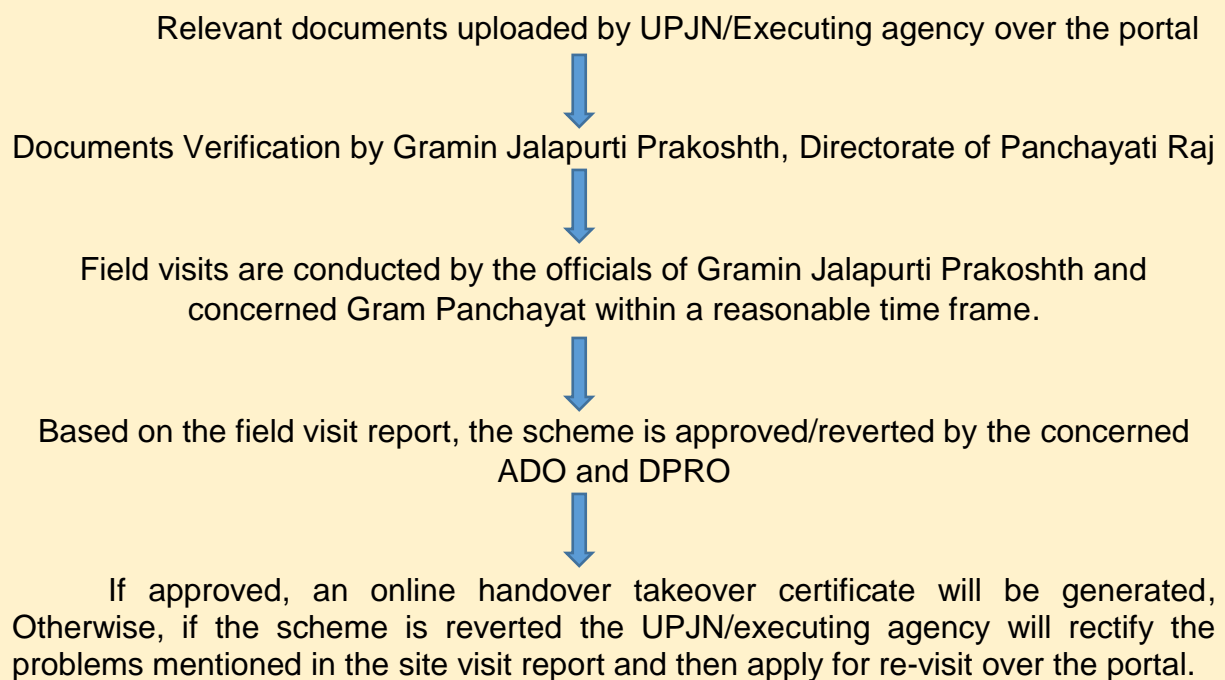 Relevant documents uploaded by UPJN/Executing agency over the portal
Documents Verification by Gramin Jalapurti Prakoshth, Directorate of Panchayati Raj
Field visits are conducted by the officials of Gramin Jalapurti Prakoshth and
concerned Gram Panchayat within a reasonable time frame.
Based on the field visit report, the scheme is approved/reverted by the concerned
ADO and DPRO
If approved, an online handover takeover certificate will be generated,
Otherwise, if the scheme is reverted the UPJN/executing agency will rectify the
problems mentioned in the site visit report and then apply for re-visit over the portal.